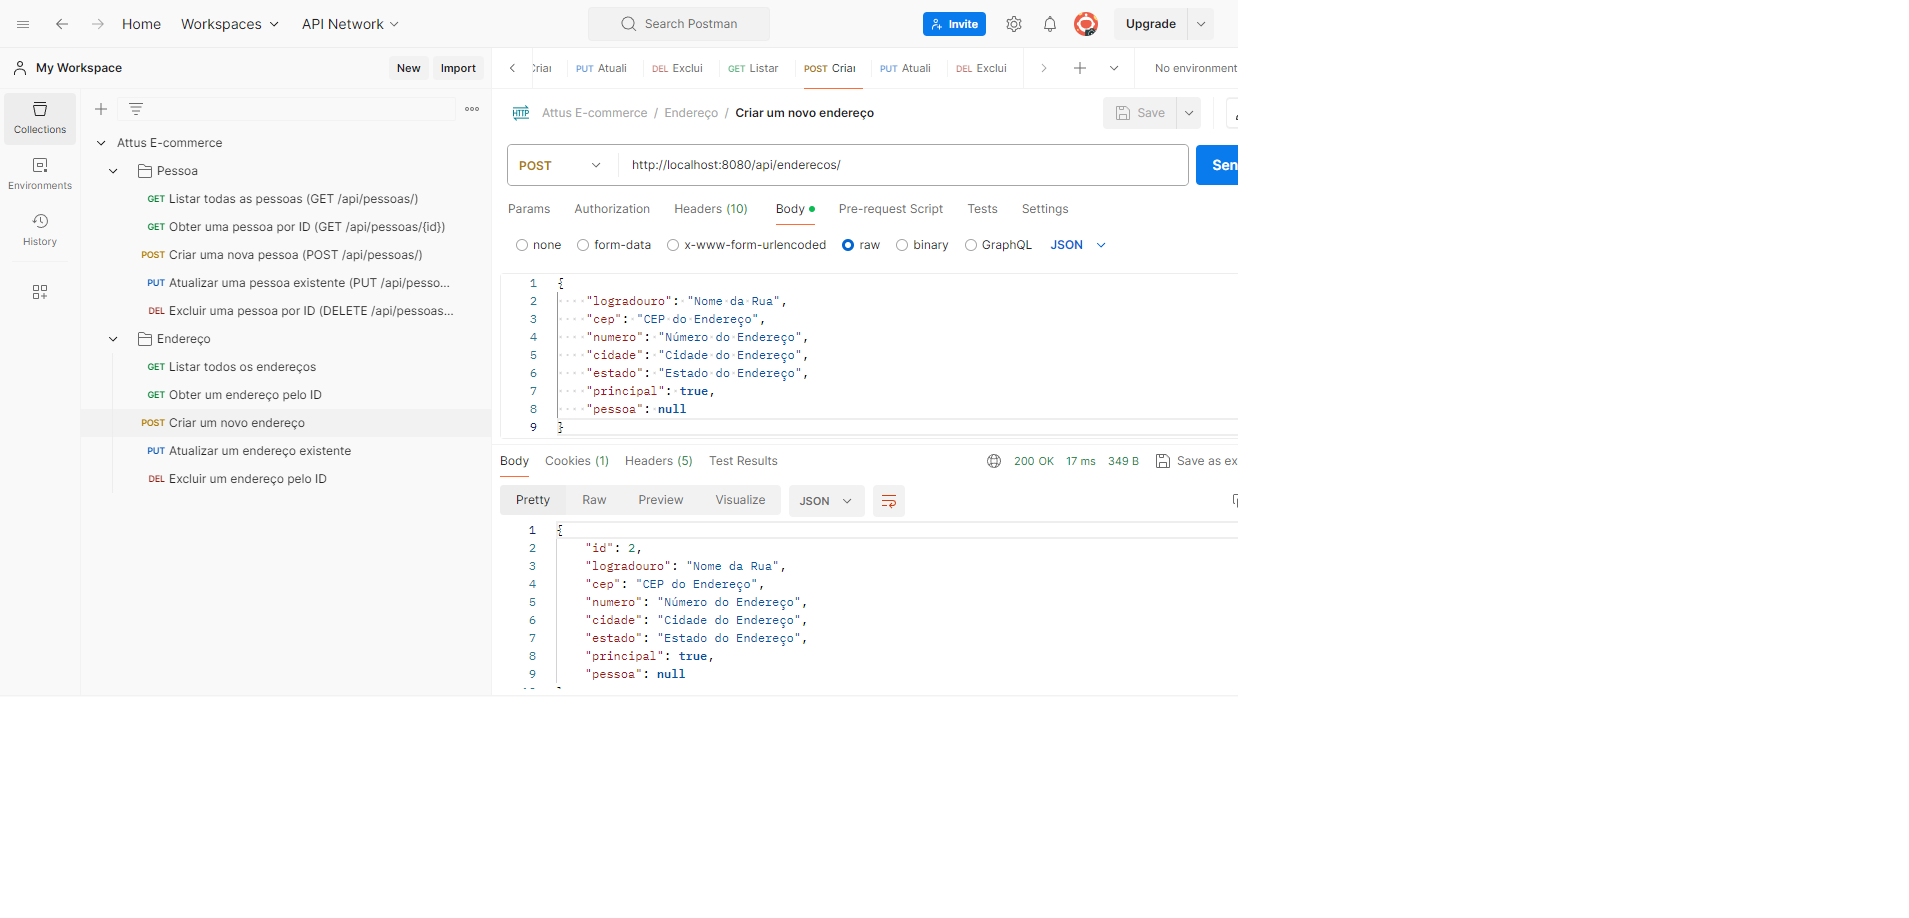 Home Workspaces API Network Search Postman Invite Upgrade
My Workspace New Import
Criar PUT Atuali DEL Exclui GET Listar POST Criar PUT Atuali DEL Exclui No environment
Collections
Environments
History
Attus E-commerce
Pessoa
GET Listar todas as pessoas (GET /api/pessoas/)
GET Obter uma pessoa por ID (GET /api/pessoas/{id})
POST Criar uma nova pessoa (POST /api/pessoas/)
PUT Atualizar uma pessoa existente (PUT /api/pesso...
DEL Excluir uma pessoa por ID (DELETE /api/pessoas...
Endereço
GET Listar todos os endereços
GET Obter um endereço pelo ID
POST Criar um novo endereço
PUT Atualizar um endereço existente
DEL Excluir um endereço pelo ID
HTTP Attus E-commerce / Endereço / Criar um novo endereço Save
POST http://localhost:8080/api/enderecos/ Sen
Params Authorization Headers (10) Body Pre-request Script Tests Settings
none form-data x-www-form-urlencoded raw binary GraphQL JSON
1 {
2 "logradouro": "Nome da Rua",
3 "cep": "CEP do Endereço",
4 "numero": "Número do Endereço",
5 "cidade": "Cidade do Endereço",
6 "estado": "Estado do Endereço",
7 "principal": true,
8 "pessoa": null
9 }
Body Cookies (1) Headers (5) Test Results 200 OK 17 ms 349 B Save as ex
Pretty Raw Preview Visualize JSON
1 {
2 "id": 2,
3 "logradouro": "Nome da Rua",
4 "cep": "CEP do Endereço",
5 "numero": "Número do Endereço",
6 "cidade": "Cidade do Endereço",
7 "estado": "Estado do Endereço",
8 "principal": true,
9 "pessoa": null